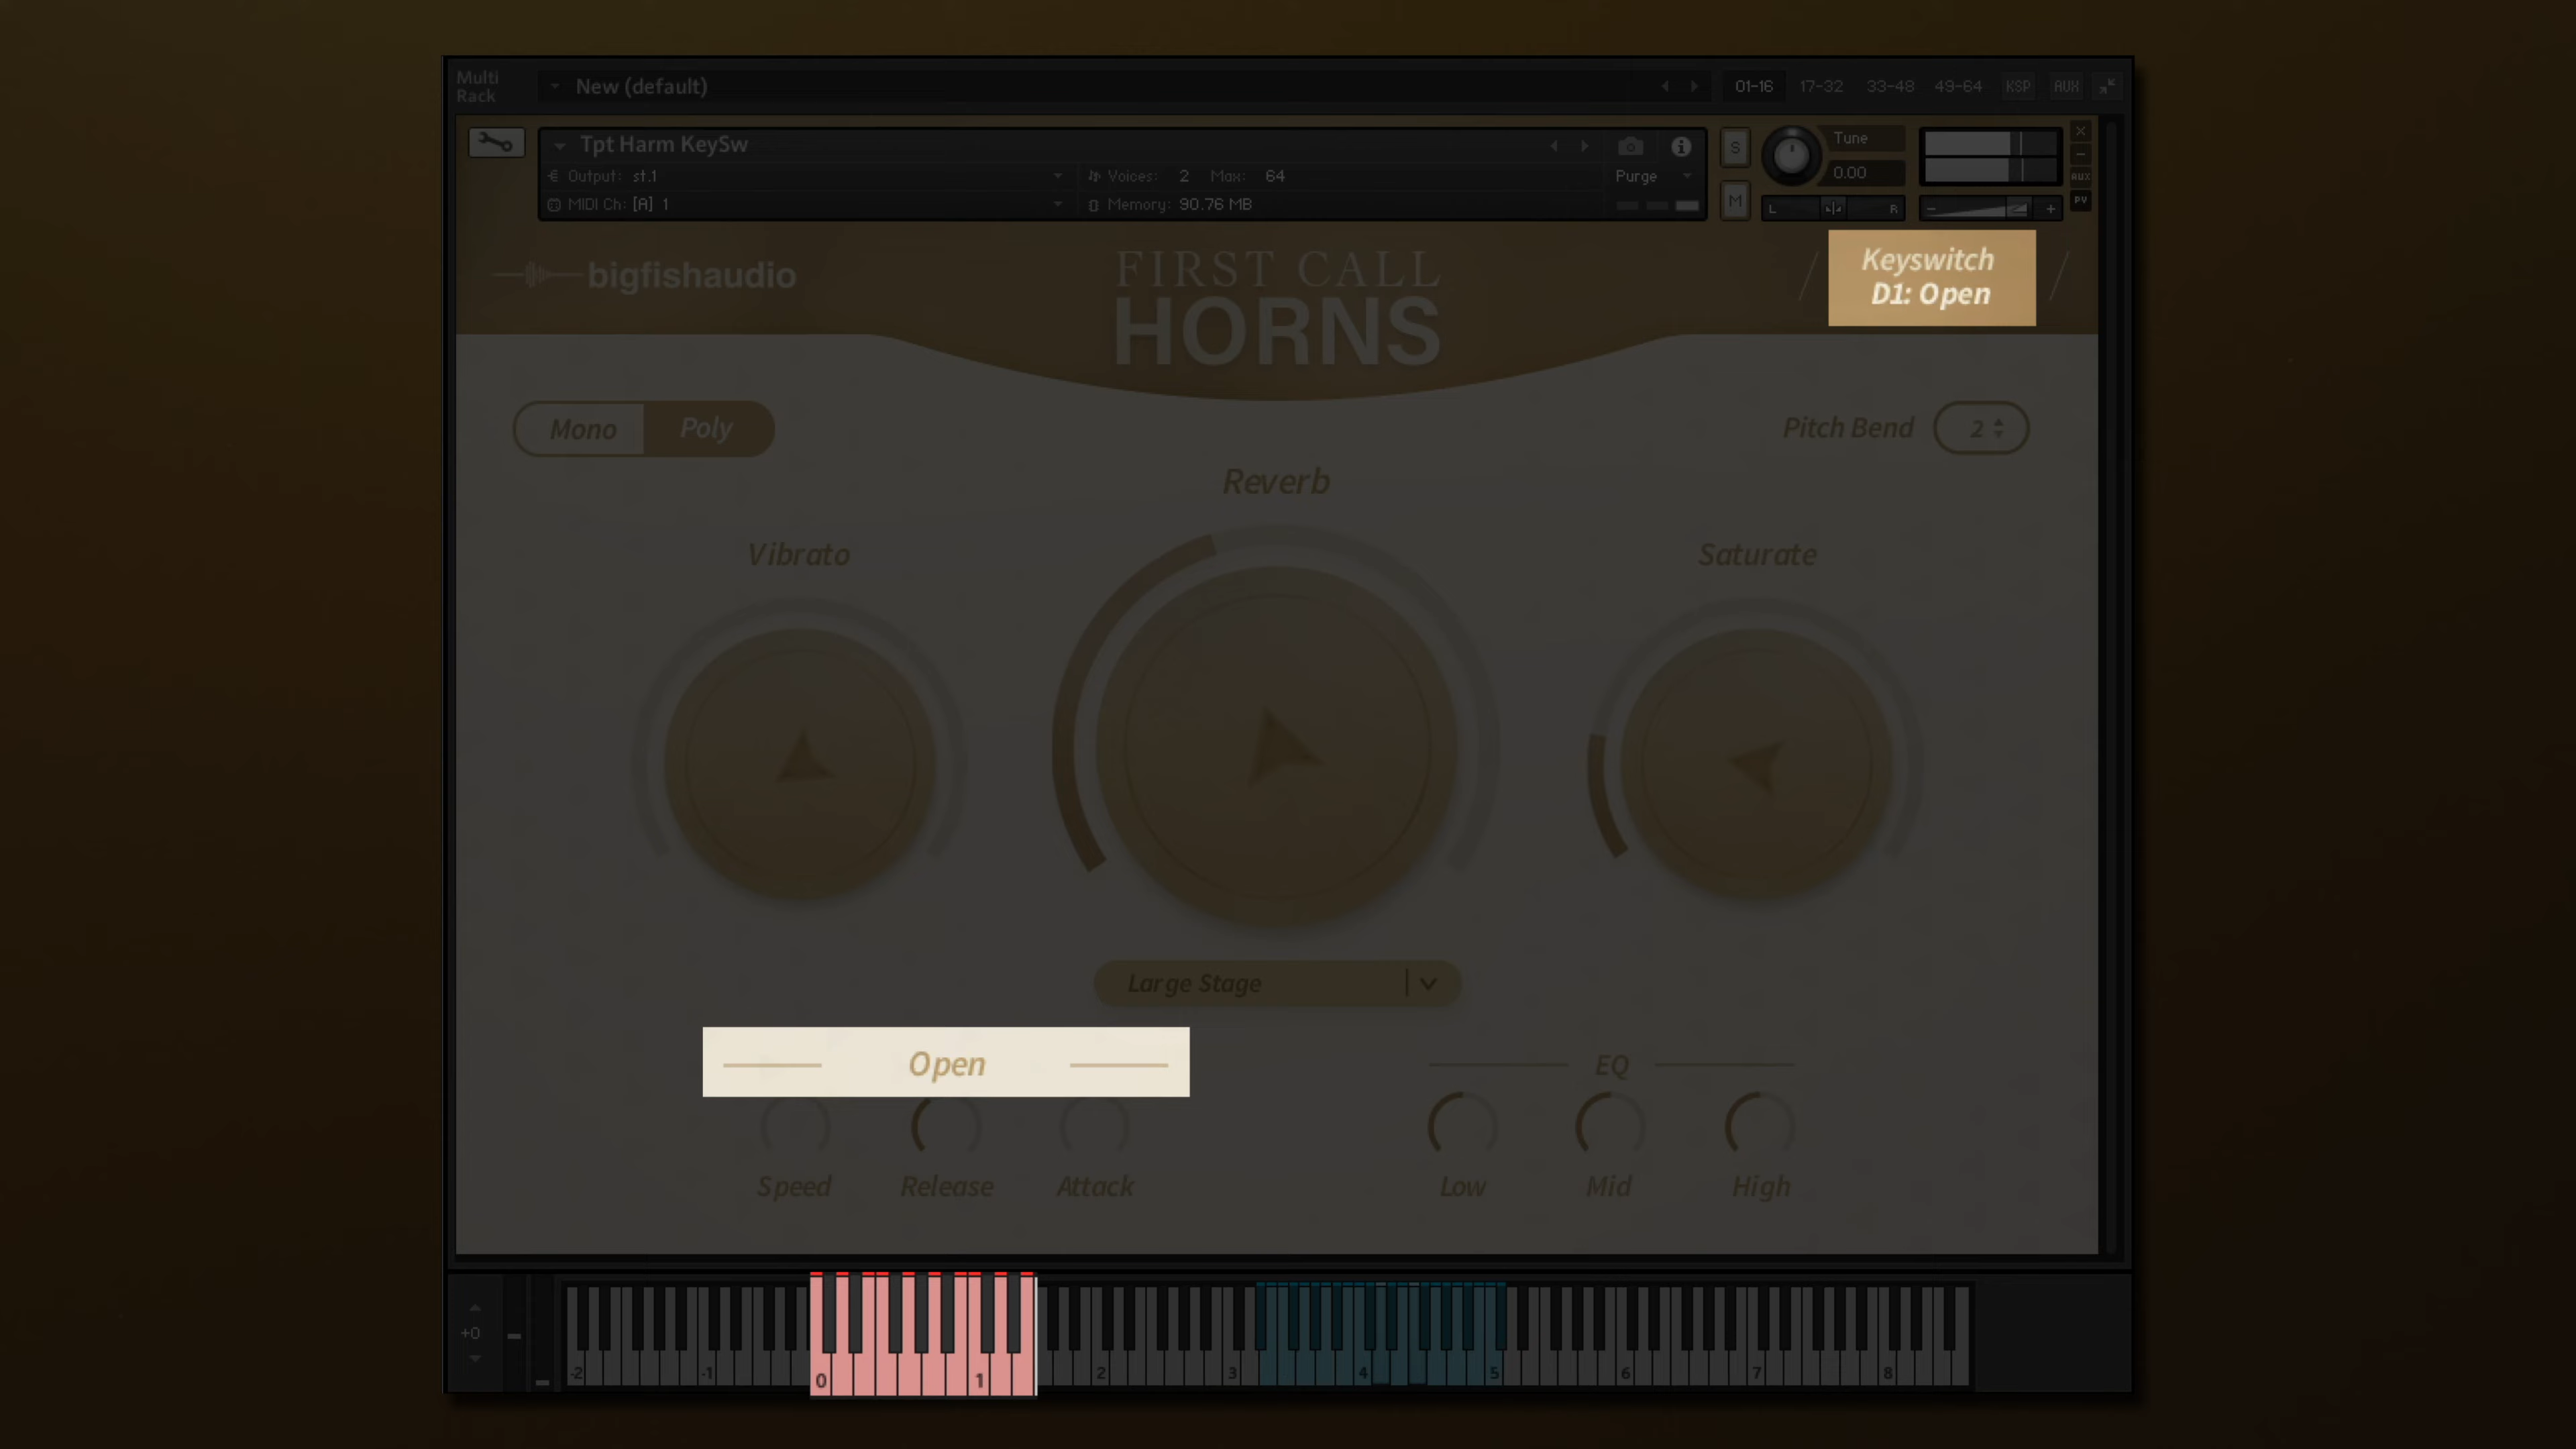 Multi
Rack
New (default)
01-16 17-32 33-48 49-64 KSP AUX
Tpt Harm KeySw
S
Tune
Output: st.1
Voices: 2 Max: 64
Purge
0.00
AUX
MIDI Ch: [A] 1
Memory: 90.76 MB
M
L R
- +
PV
bigfishaudio
FIRST CALL
HORNS
Keyswitch
D1: Open
Mono Poly
Pitch Bend 2
Reverb
Vibrato
Saturate
Large Stage
Open
EQ
Speed Release Attack
Low Mid High
+0
-2 -1 0 1 2 3 4 5 6 7 8